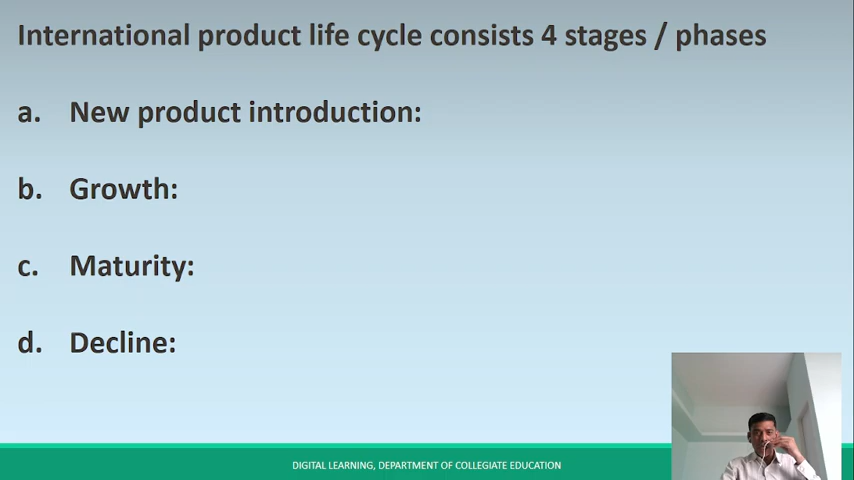 International product life cycle consists 4 stages / phases
a. New product introduction:
b. Growth:
c. Maturity:
d. Decline:
DIGITAL LEARNING, DEPARTMENT OF COLLEGIATE EDUCATION